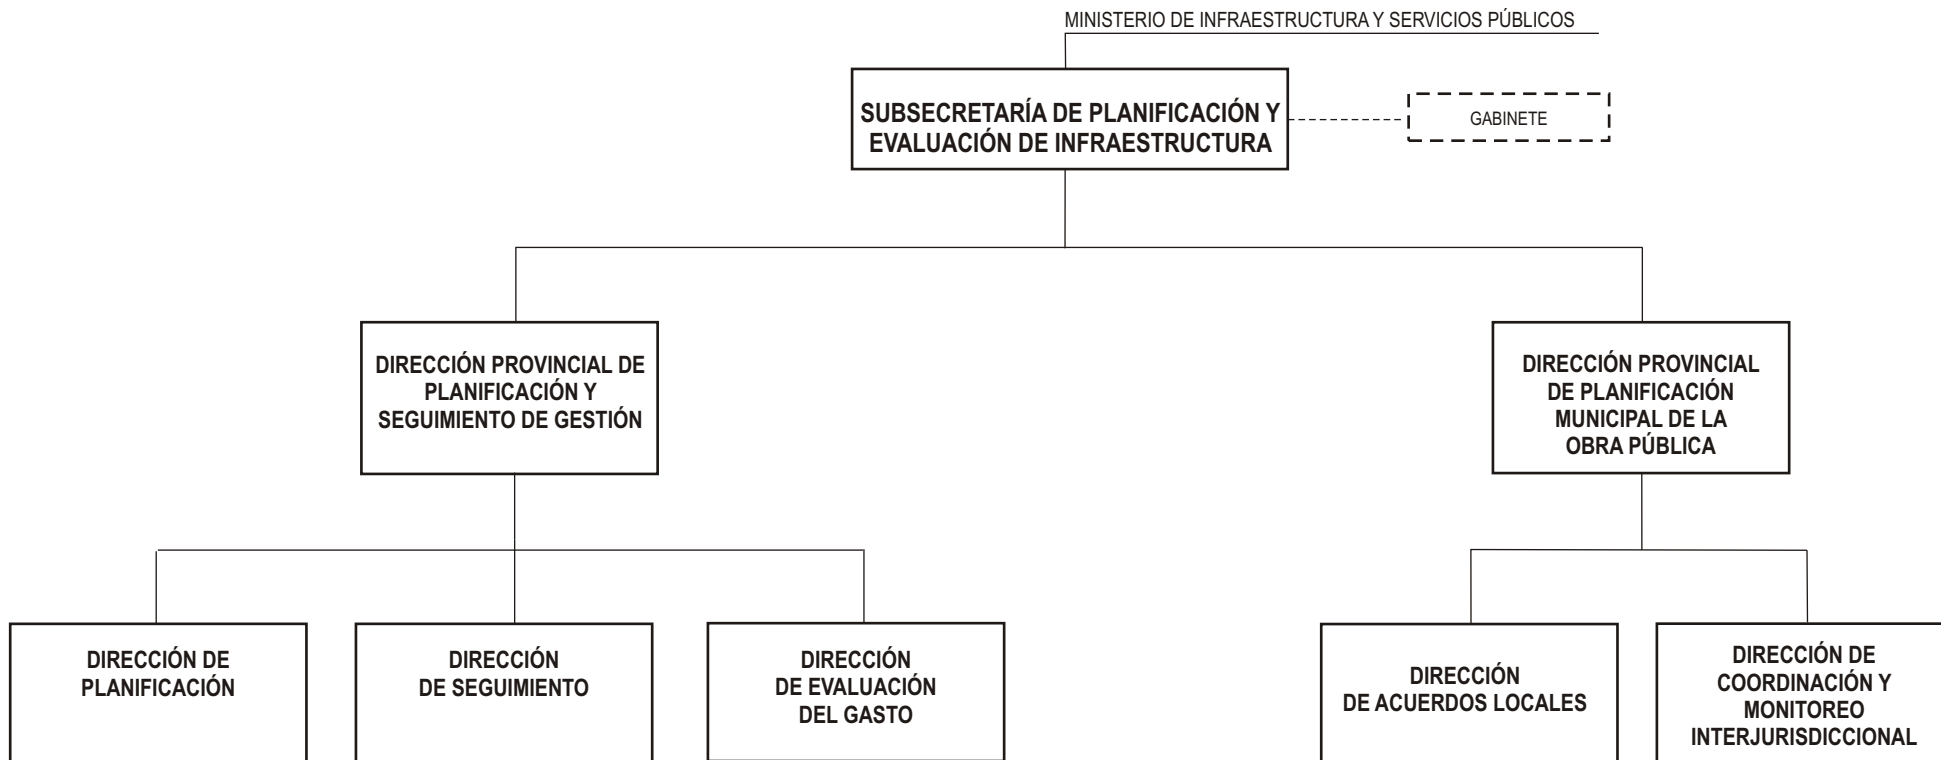 MINISTERIO DE INFRAESTRUCTURA Y SERVICIOS PÚBLICOS
SUBSECRETARÍA DE PLANIFICACIÓN Y
EVALUACIÓN DE INFRAESTRUCTURA
GABINETE
DIRECCIÓN PROVINCIAL DE
PLANIFICACIÓN Y
SEGUIMIENTO DE GESTIÓN
DIRECCIÓN PROVINCIAL
DE PLANIFICACIÓN
MUNICIPAL DE LA
OBRA PÚBLICA
DIRECCIÓN DE
PLANIFICACIÓN
DIRECCIÓN
DE SEGUIMIENTO
DIRECCIÓN
DE EVALUACIÓN
DEL GASTO
DIRECCIÓN
DE ACUERDOS LOCALES
DIRECCIÓN DE
COORDINACIÓN Y
MONITOREO
INTERJURISDICCIONAL